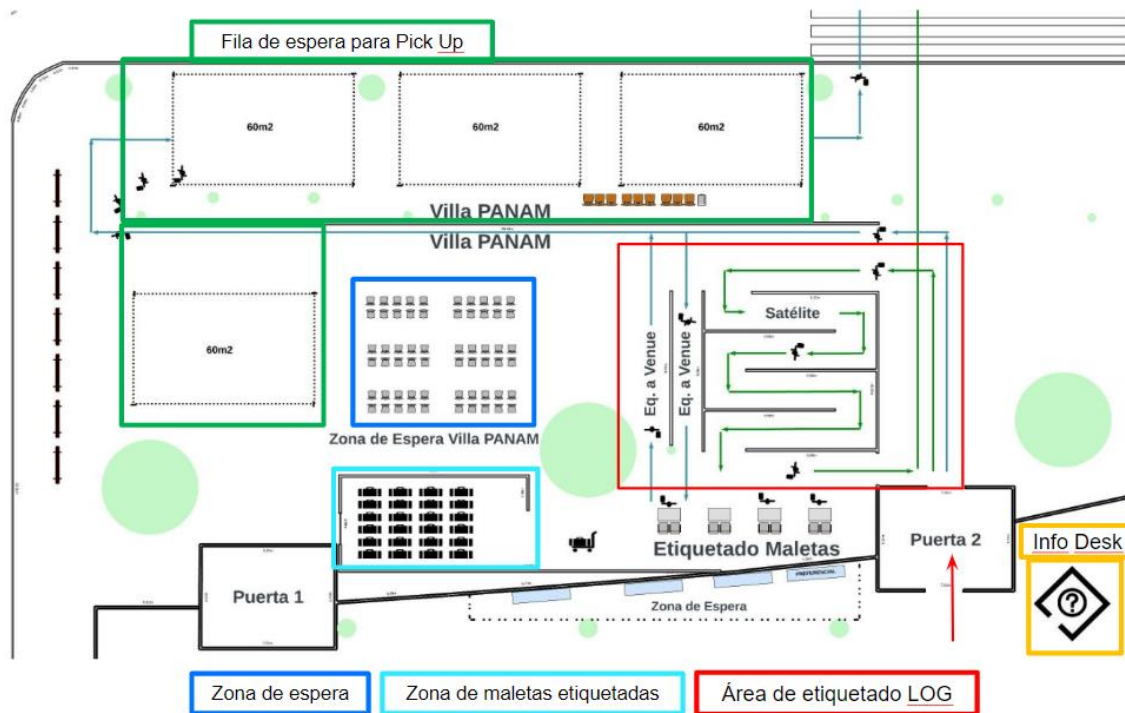 Fila de espera para Pick Up
60m2
60m2
60m2
Villa PANAM
Villa PANAM
60m2
Satélite
Eq. a Venue
Eq. a Venue
Zona de Espera Villa PANAM
Etiquetado Maletas
Puerta 2
Info Desk
?
Puerta 1
PREFERENCIAL
Zona de Espera
Zona de espera
Zona de maletas etiquetadas
Área de etiquetado LOG